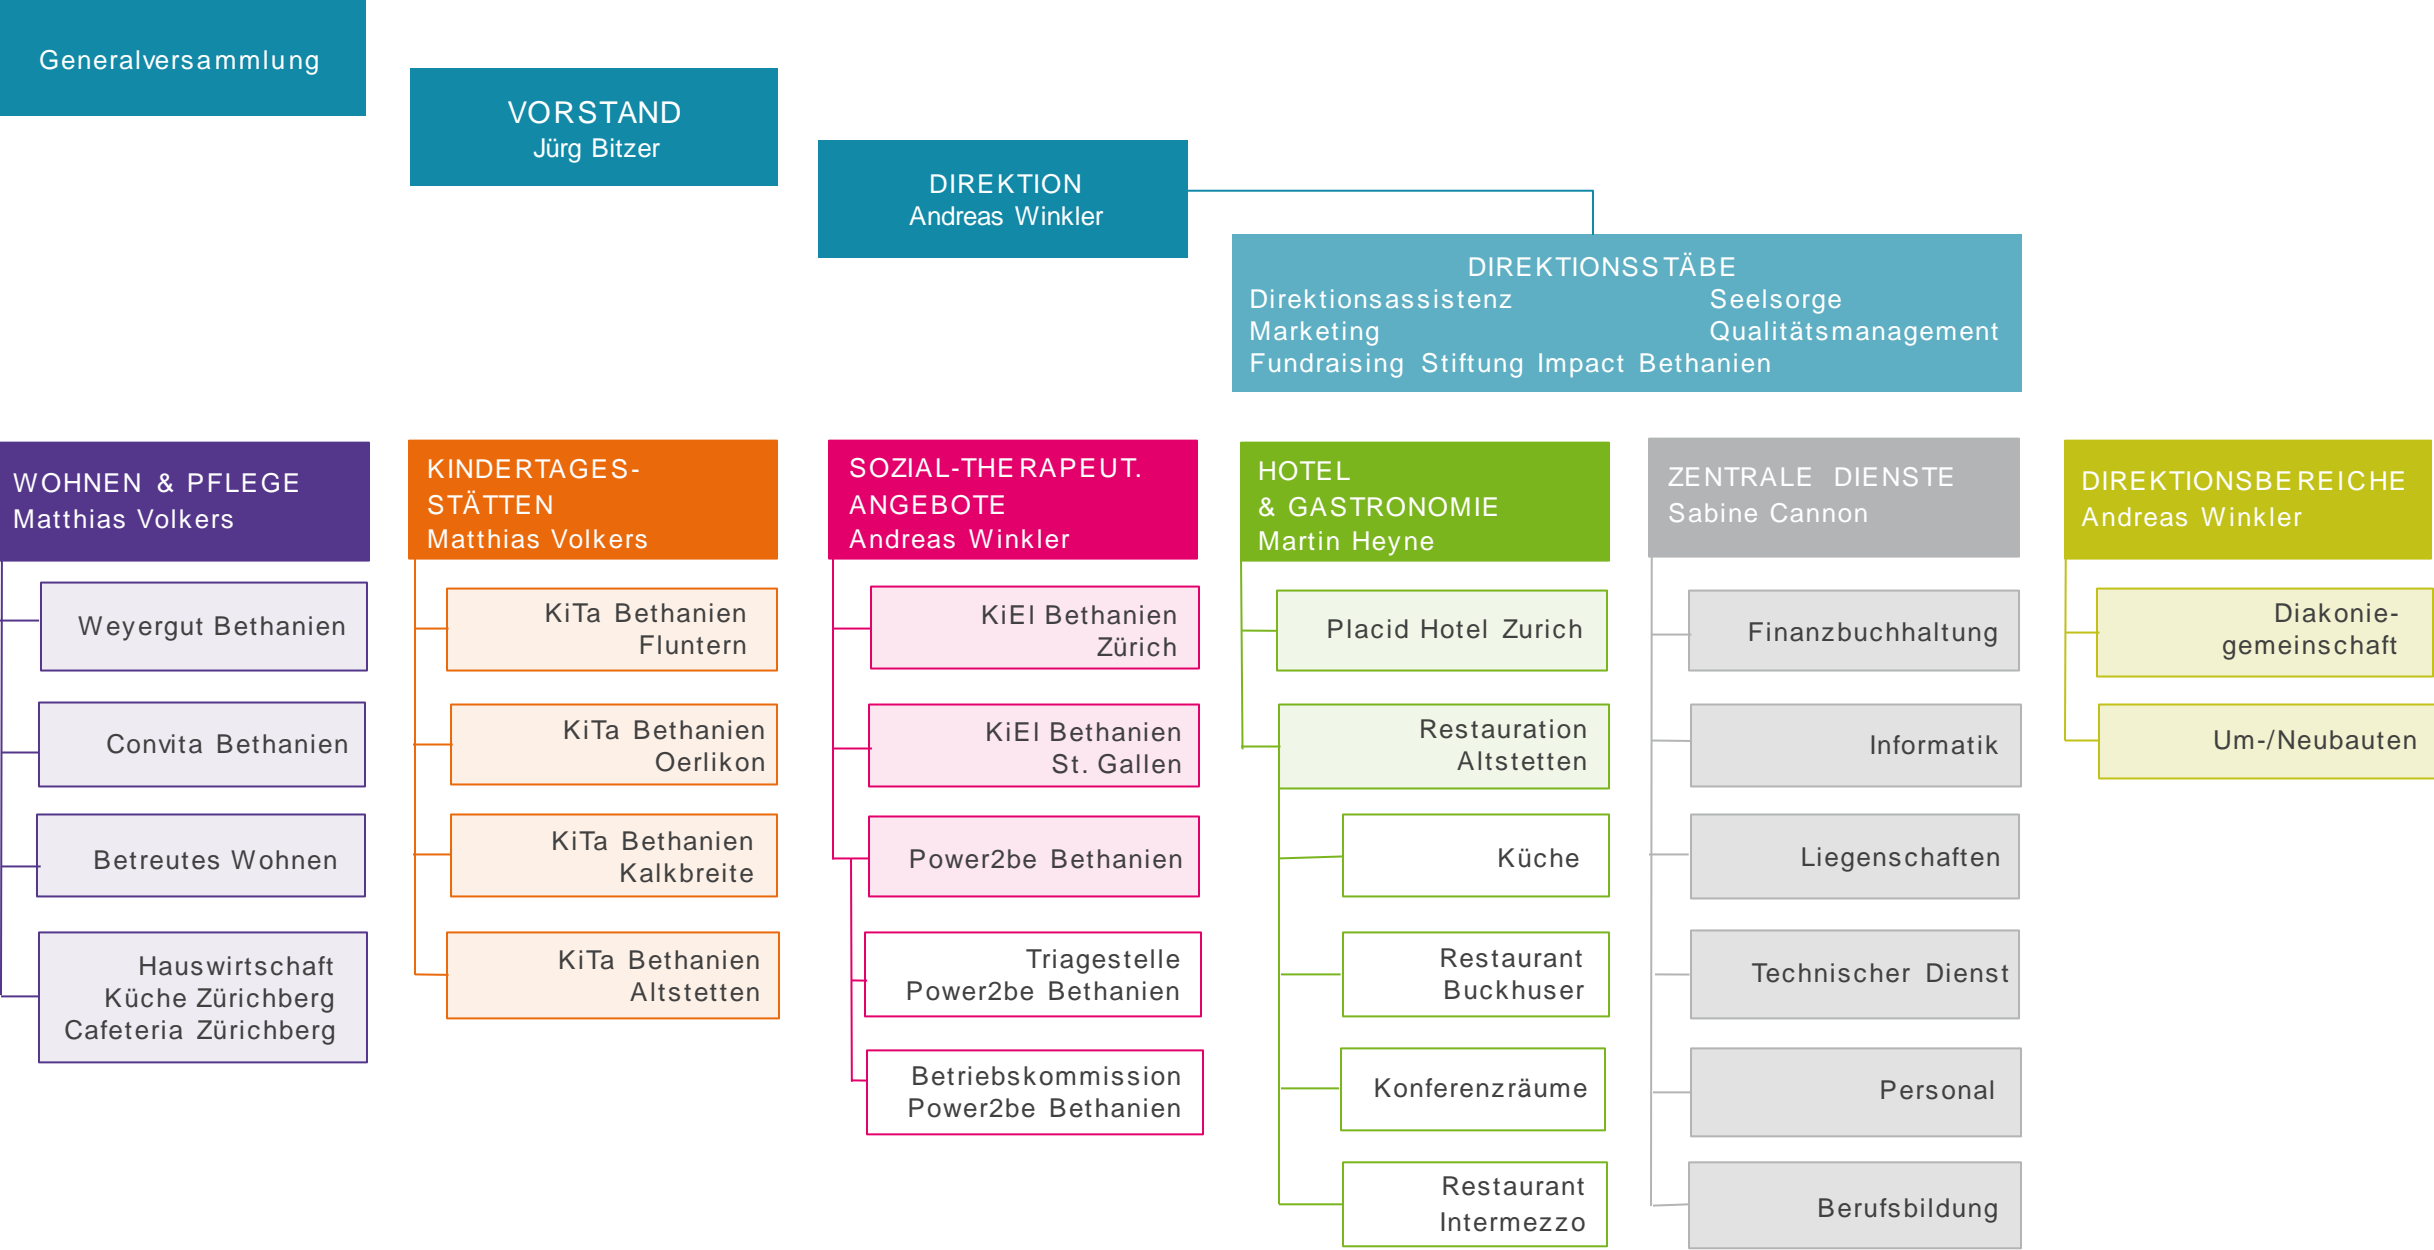 Generalversammlung
VORSTAND
Jürg Bitzer
DIREKTION
Andreas Winkler
DIREKTIONSSTÄBE
Direktionsassistenz
Seelsorge
Marketing
Qualitätsmanagement
Fundraising Stiftung Impact Bethanien
WOHNEN & PFLEGE
Matthias Volkers
Weyergut Bethanien
Convita Bethanien
Betreutes Wohnen
Hauswirtschaft
Küche Zürichberg
Cafeteria Zürichberg
KINDERTAGES-
STÄTTEN
Matthias Volkers
KiTa Bethanien
Fluntern
KiTa Bethanien
Oerlikon
KiTa Bethanien
Kalkbreite
KiTa Bethanien
Altstetten
SOZIAL-THERAPEUT.
ANGEBOTE
Andreas Winkler
KiEl Bethanien
Zürich
KiEl Bethanien
St. Gallen
Power2be Bethanien
Triagestelle
Power2be Bethanien
Betriebskommission
Power2be Bethanien
HOTEL
& GASTRONOMIE
Martin Heyne
Placid Hotel Zurich
Restauration
Altstetten
Küche
Restaurant
Buckhuser
Konferenzräume
Restaurant
Intermezzo
ZENTRALE DIENSTE
Sabine Cannon
Finanzbuchhaltung
Informatik
Liegenschaften
Technischer Dienst
Personal
Berufsbildung
DIREKTIONSBEREICHE
Andreas Winkler
Diakonie-
gemeinschaft
Um-/Neubauten